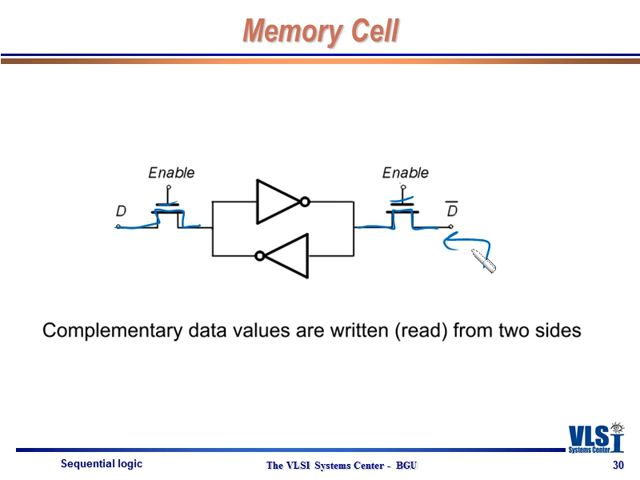 Memory Cell
Enable
Enable
D
D̅
Complementary data values are written (read) from two sides
VLSI
Systems Center
Sequential logic
The VLSI Systems Center - BGU
30